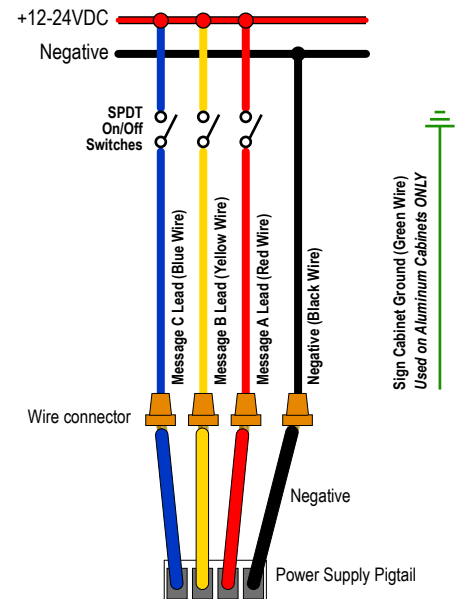 +12-24VDC
Negative
SPDT
On/Off
Switches
Message C Lead (Blue Wire)
Message B Lead (Yellow Wire)
Message A Lead (Red Wire)
Negative (Black Wire)
Sign Cabinet Ground (Green Wire)
Used on Aluminum Cabinets ONLY
Wire connector
Negative
Power Supply Pigtail